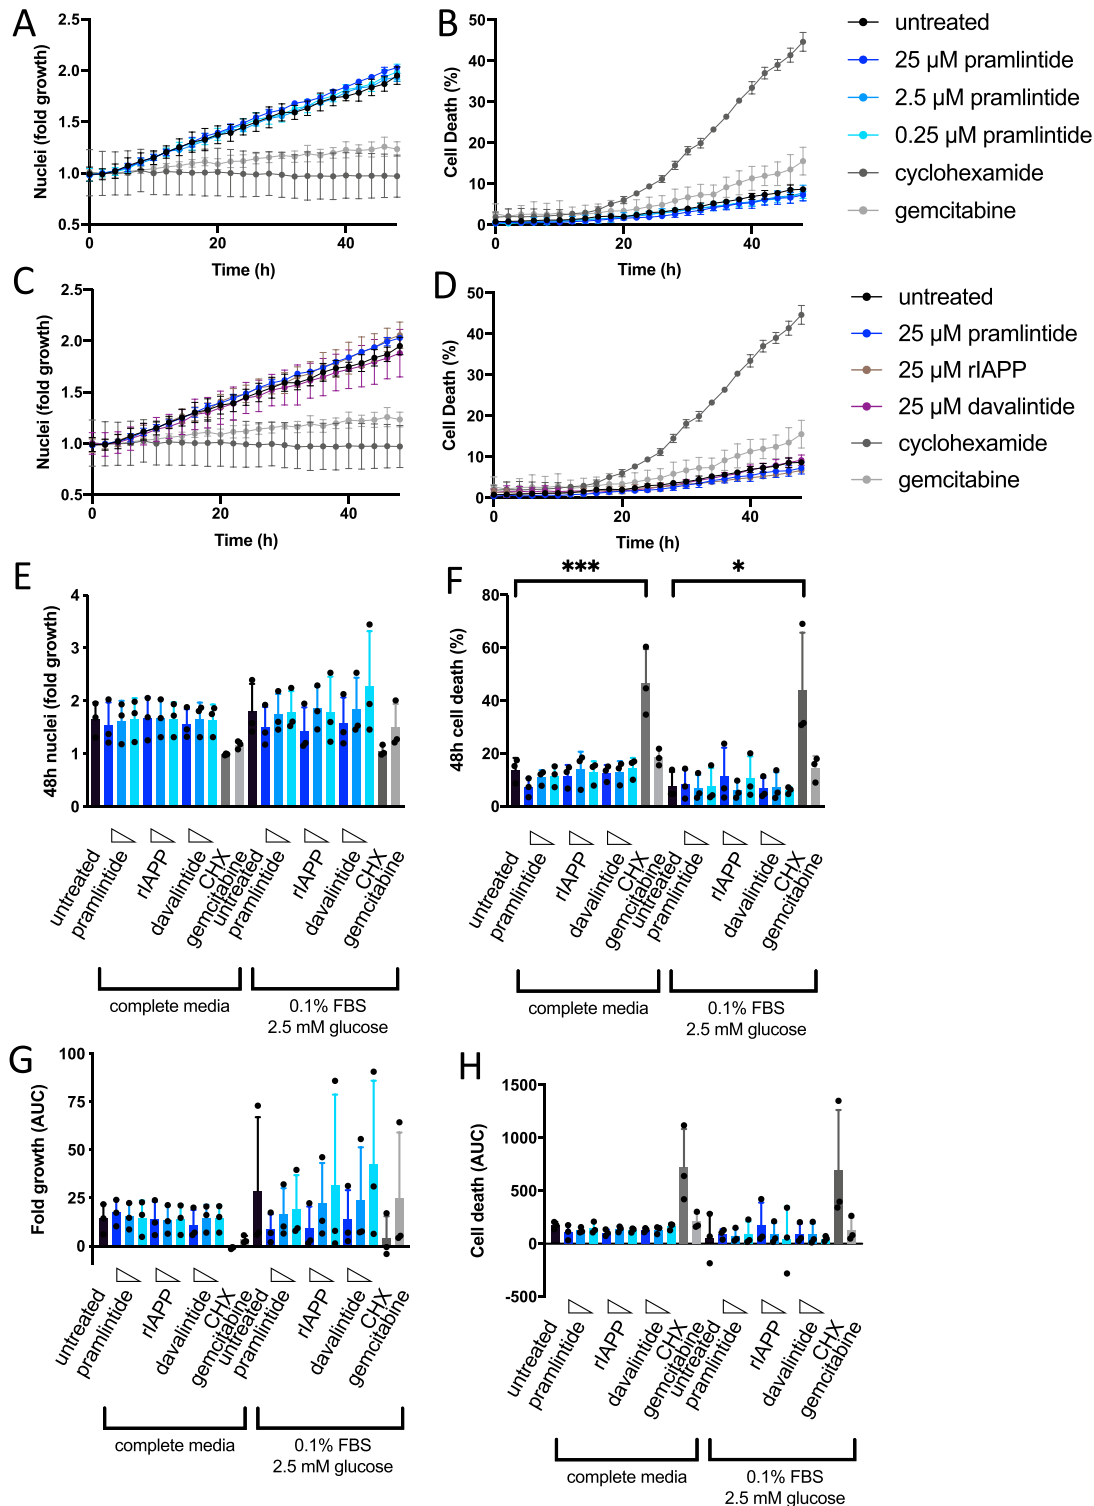 A
Nuclei (fold growth)
2.5
2.0
1.5
1.0
0.5
0
20
40
Time (h)
B
Cell Death (%)
50
40
30
20
10
0
0
20
40
Time (h)
untreated
25 µM pramlintide
2.5 µM pramlintide
0.25 µM pramlintide
cyclohexamide
gemcitabine
C
Nuclei (fold growth)
2.5
2.0
1.5
1.0
0.5
0
20
40
Time (h)
D
Cell Death (%)
50
40
30
20
10
0
0
20
40
Time (h)
untreated
25 µM pramlintide
25 µM rIAPP
25 µM davalintide
cyclohexamide
gemcitabine
E
48h nuclei (fold growth)
4
3
2
1
0
untreated
pramlintide
rIAPP
davalintide
CHX
gemcitabine
untreated
pramlintide
rIAPP
davalintide
CHX
gemcitabine
complete media
0.1% FBS
2.5 mM glucose
F
48h cell death (%)
80
60
40
20
0
***
*
untreated
pramlintide
rIAPP
davalintide
CHX
gemcitabine
untreated
pramlintide
rIAPP
davalintide
CHX
gemcitabine
complete media
0.1% FBS
2.5 mM glucose
G
Fold growth (AUC)
100
75
50
25
0
untreated
pramlintide
rIAPP
davalintide
CHX
gemcitabine
untreated
pramlintide
rIAPP
davalintide
CHX
gemcitabine
complete media
0.1% FBS
2.5 mM glucose
H
Cell death (AUC)
1500
1000
500
0
-500
untreated
pramlintide
rIAPP
davalintide
CHX
gemcitabine
untreated
pramlintide
rIAPP
davalintide
CHX
gemcitabine
complete media
0.1% FBS
2.5 mM glucose